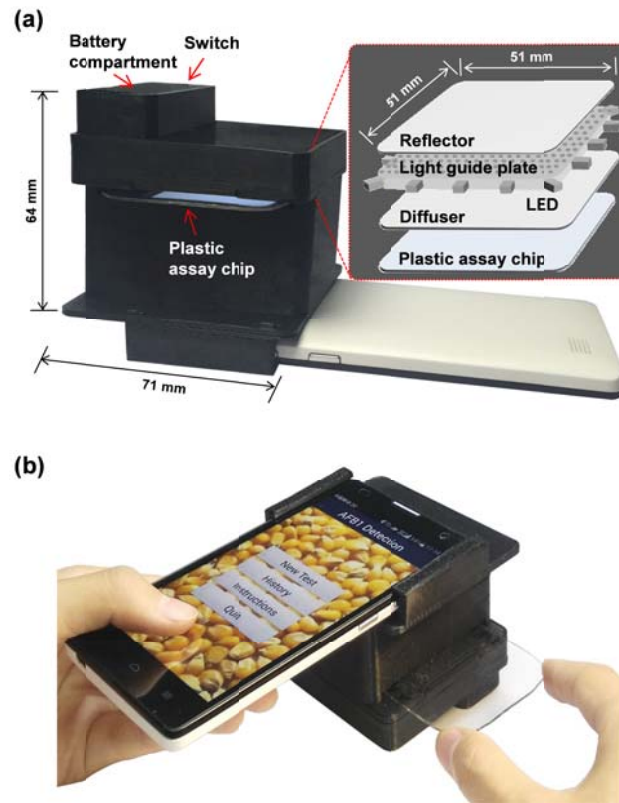 (a)
Battery
compartment
Switch
64 mm
Plastic
assay chip
71 mm
51 mm
51 mm
Reflector
Light guide plate
LED
Diffuser
Plastic assay chip
(b)
AFB1 Detection
New Test
History
Instructions
Quit